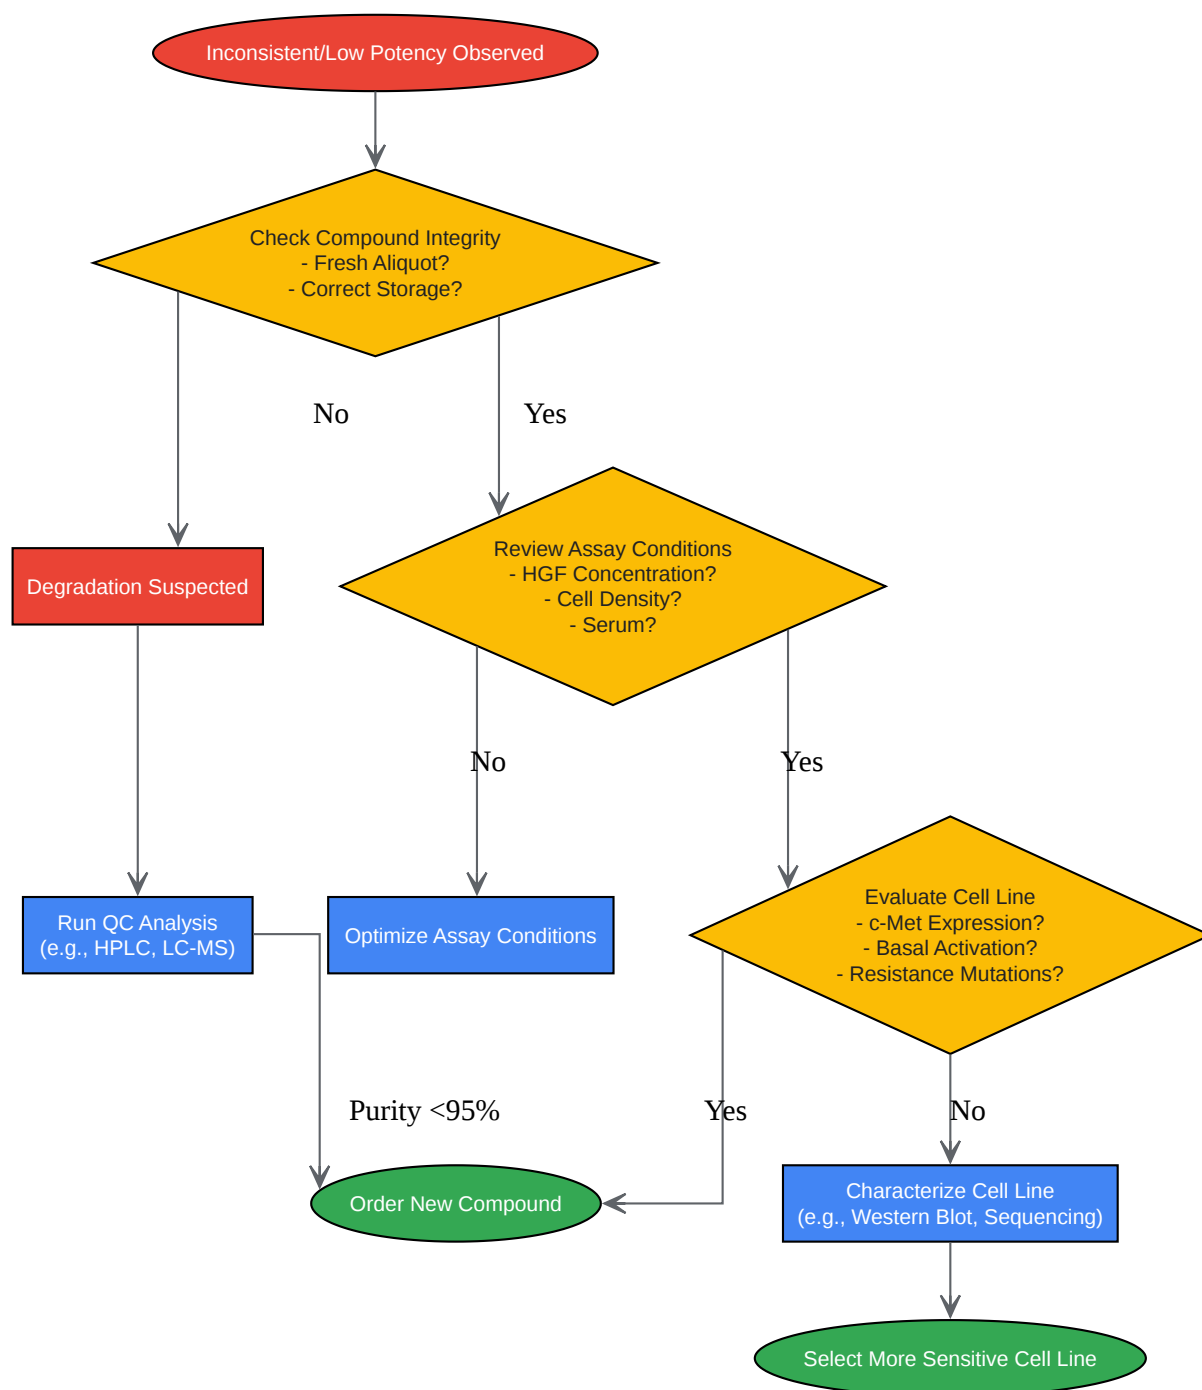 Inconsistent/Low Potency Observed
Check Compound Integrity
- Fresh Aliquot?
- Correct Storage?
No
Yes
Review Assay Conditions
- HGF Concentration?
- Cell Density?
- Serum?
Degradation Suspected
No
Yes
Evaluate Cell Line
- c-Met Expression?
- Basal Activation?
- Resistance Mutations?
Run QC Analysis
(e.g., HPLC, LC-MS)
Optimize Assay Conditions
Purity <95%
Yes
No
Order New Compound
Characterize Cell Line
(e.g., Western Blot, Sequencing)
Select More Sensitive Cell Line